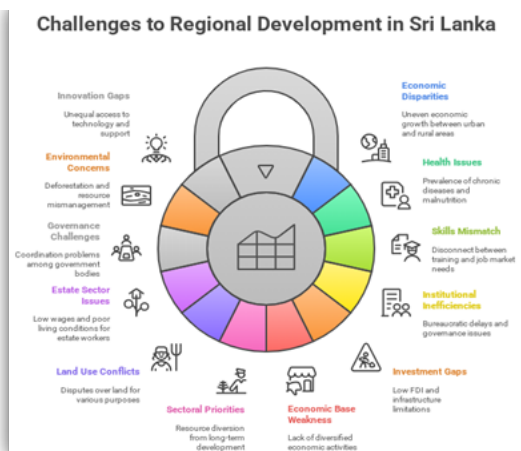 Challenges to Regional Development in Sri Lanka
Innovation Gaps
Unequal access to
technology and
support
Environmental
Concerns
Deforestation and
resource
mismanagement
Governance
Challenges
Coordination problems
among government
bodies
Estate Sector
Issues
Low wages and poor
living conditions for
estate workers
Land Use Conflicts
Disputes over land for
various purposes
Sectoral Priorities
Resource diversion
from long-term
development
Economic Base
Weakness
Lack of diversified
economic activities
Investment Gaps
Low FDI and
infrastructure
limitations
Institutional
Inefficiencies
Bureaucratic delays and
governance issues
Skills Mismatch
Disconnect between
training and job market
needs
Health Issues
Prevalence of chronic
diseases and
malnutrition
Economic
Disparities
Uneven economic
growth between urban
and rural areas